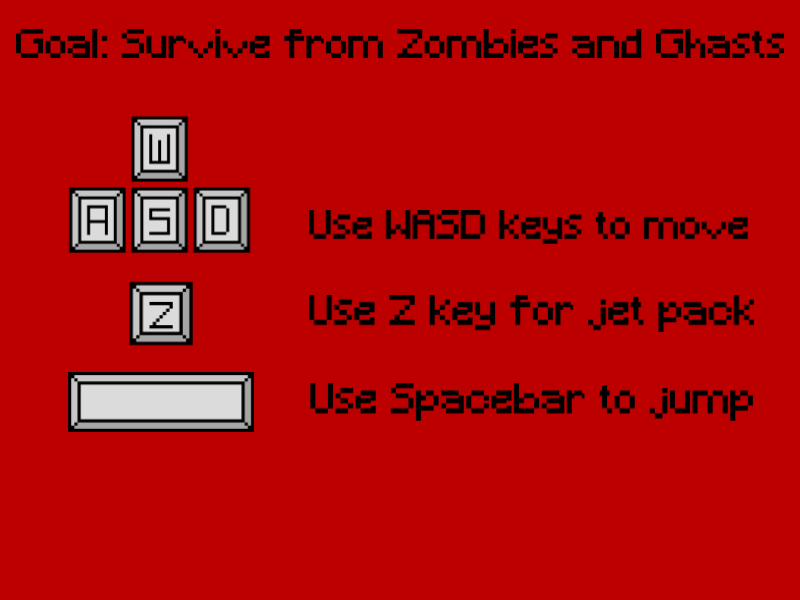 Goal: Survive from Zombies and Ghasts
W
A S D
Use WASD keys to move
Z
Use Z key for jet pack
Use Spacebar to jump